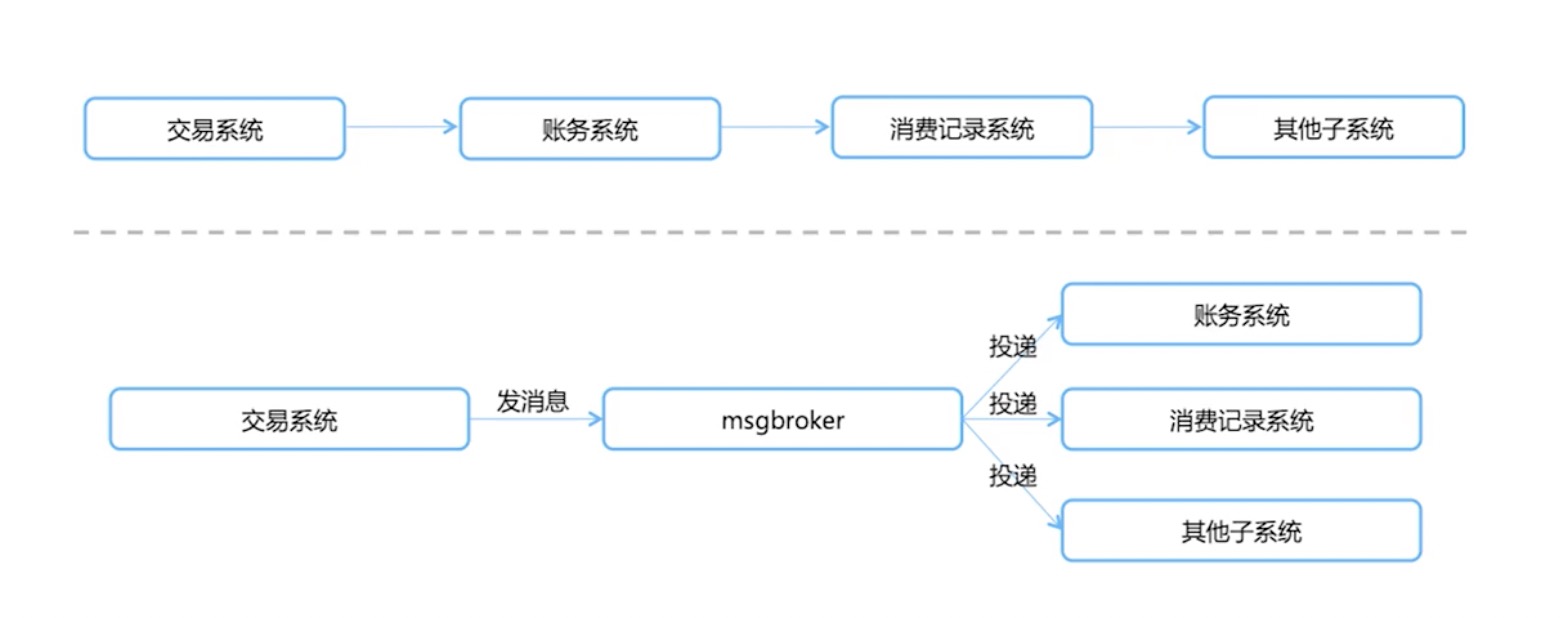 交易系统
账务系统
消费记录系统
其他子系统
账务系统
投递
发消息
投递
交易系统
msgbroker
消费记录系统
投递
其他子系统